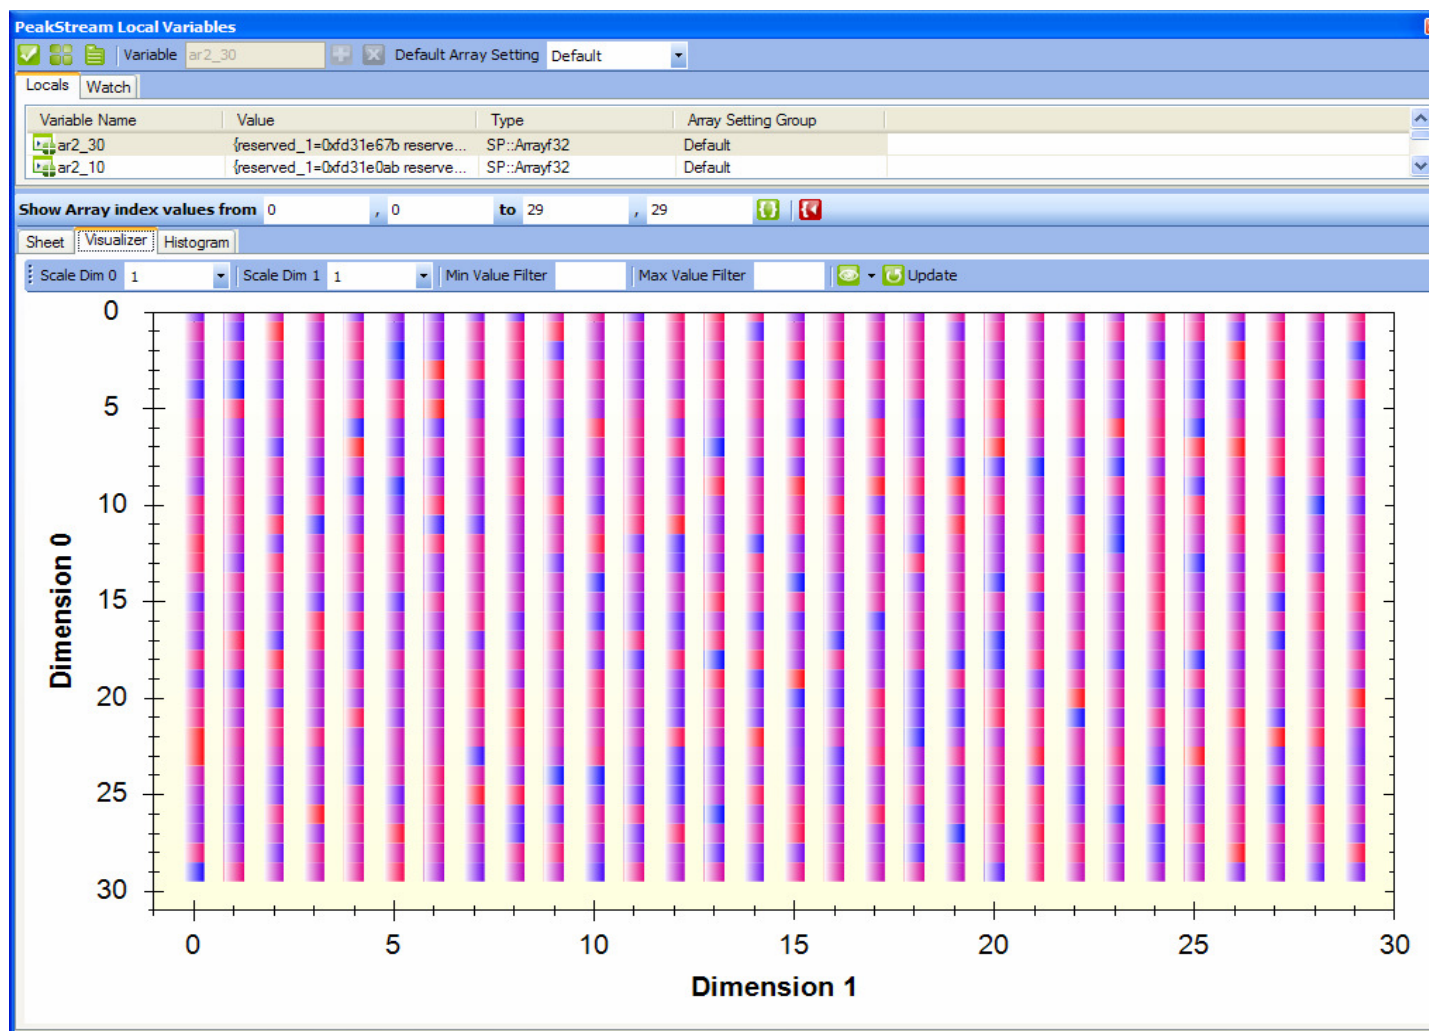 PeakStream Local Variables
Variable ar2_30 Default Array Setting Default
Locals Watch
Variable Name Value Type Array Setting Group
ar2_30 {reserved_1=0xfd31e67b reserve... SP::Arrayf32 Default
ar2_10 {reserved_1=0xfd31e0ab reserve... SP::Arrayf32 Default
Show Array index values from 0 , 0 to 29 , 29
Sheet Visualizer Histogram
Scale Dim 0 1 Scale Dim 1 1 Min Value Filter Max Value Filter Update
0
5
10
15
20
25
30
Dimension 0
0 5 10 15 20 25 30
Dimension 1